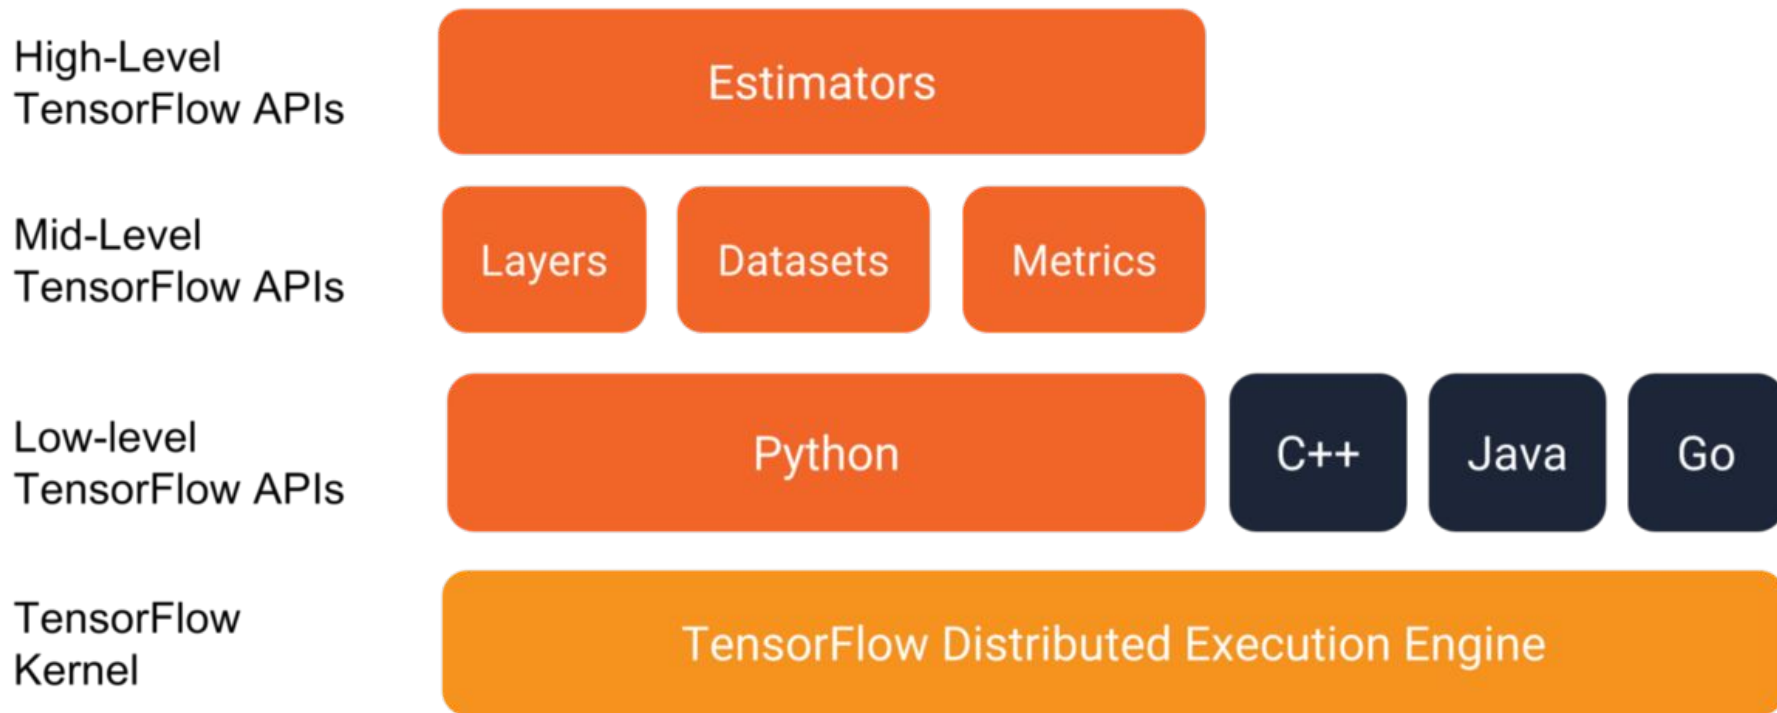 High-Level
TensorFlow APIs
Estimators
Mid-Level
TensorFlow APIs
Layers
Datasets
Metrics
Low-level
TensorFlow APIs
Python
C++
Java
Go
TensorFlow
Kernel
TensorFlow Distributed Execution Engine